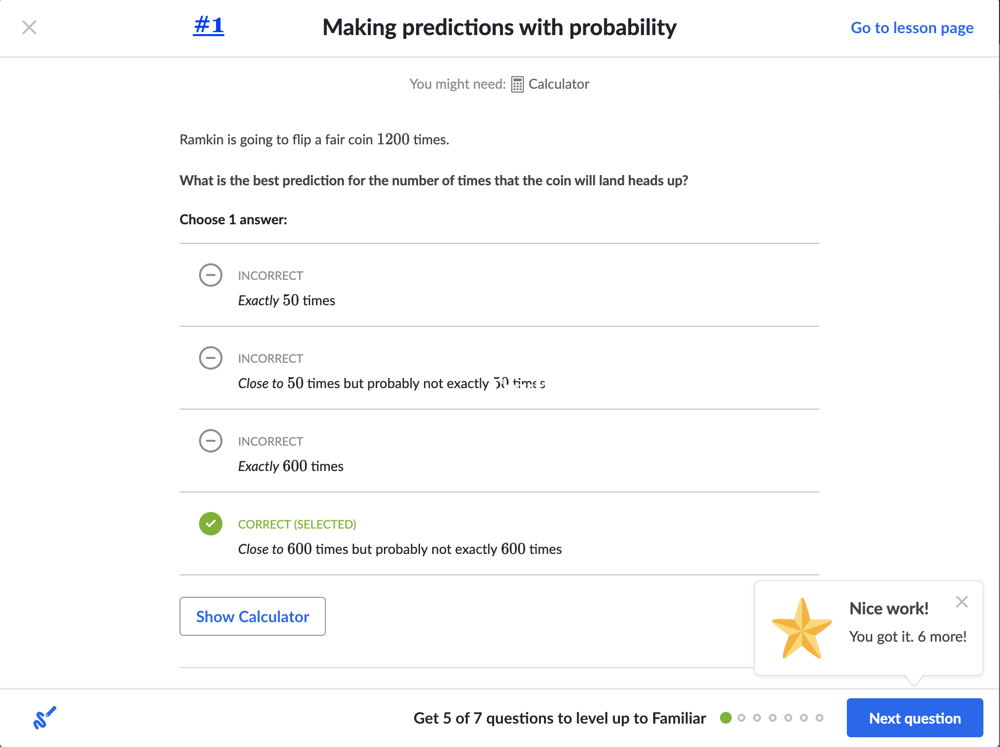 #1
Making predictions with probability
Go to lesson page
You might need: Calculator
Ramkin is going to flip a fair coin 1200 times.
What is the best prediction for the number of times that the coin will land heads up?
Choose 1 answer:
INCORRECT
Exactly 50 times
INCORRECT
Close to 50 times but probably not exactly 50 times
INCORRECT
Exactly 600 times
CORRECT (SELECTED)
Close to 600 times but probably not exactly 600 times
Show Calculator
Nice work!
You got it. 6 more!
Get 5 of 7 questions to level up to Familiar
Next question